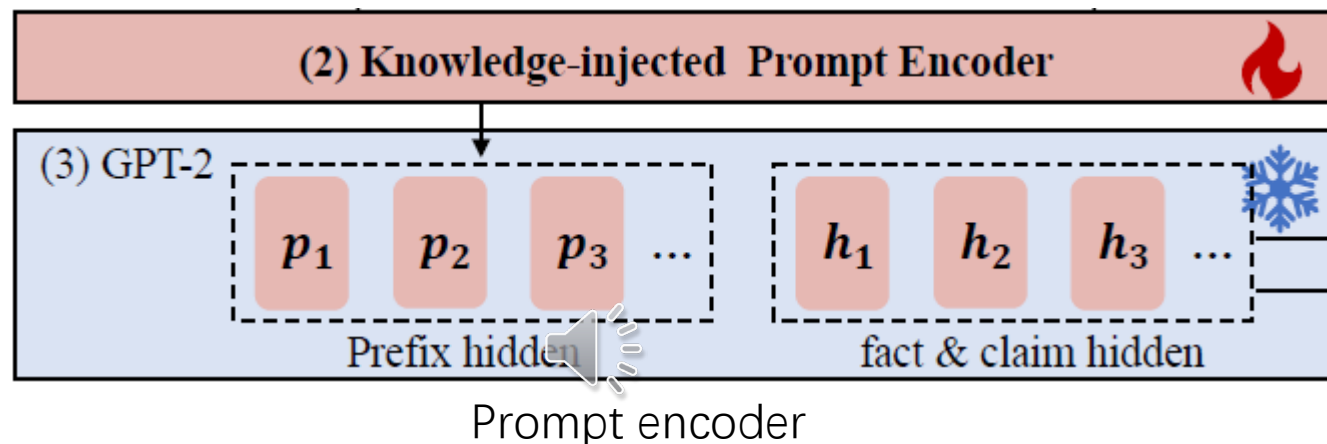 (2) Knowledge-injected Prompt Encoder
(3) GPT-2
p₁ p₂ p₃ ... h₁ h₂ h₃ ...
Prefix hidden fact & claim hidden
Prompt encoder